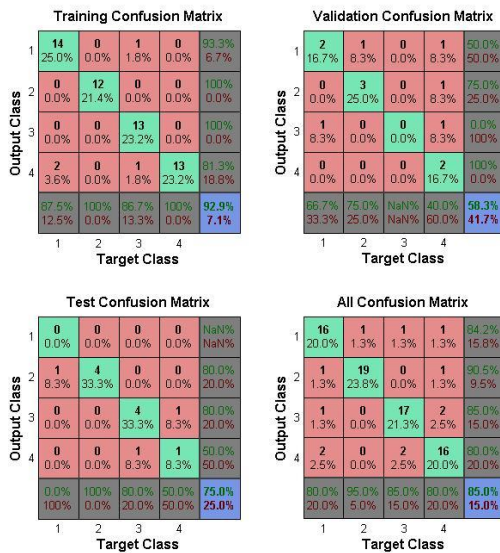 Training Confusion Matrix
Output Class
1
14 0 1 0 93.3%
25.0% 0.0% 1.8% 0.0% 6.7%
2
0 12 0 0 100%
0.0% 21.4% 0.0% 0.0% 0.0%
3
0 0 13 0 100%
0.0% 0.0% 23.2% 0.0% 0.0%
4
2 0 1 13 81.3%
3.6% 0.0% 1.8% 23.2% 18.8%
87.5% 100% 86.7% 100% 92.9%
12.5% 0.0% 13.3% 0.0% 7.1%
1 2 3 4
Target Class
Validation Confusion Matrix
Output Class
1
2 1 0 1 50.0%
16.7% 8.3% 0.0% 8.3% 50.0%
2
0 3 0 1 75.0%
0.0% 25.0% 0.0% 8.3% 25.0%
3
1 0 0 1 0.0%
8.3% 0.0% 0.0% 8.3% 100%
4
0 0 0 2 100%
0.0% 0.0% 0.0% 16.7% 0.0%
66.7% 75.0% NaN% 40.0% 58.3%
33.3% 25.0% NaN% 60.0% 41.7%
1 2 3 4
Target Class
Test Confusion Matrix
Output Class
1
0 0 0 0 NaN%
0.0% 0.0% 0.0% 0.0% NaN%
2
1 4 0 0 80.0%
8.3% 33.3% 0.0% 0.0% 20.0%
3
0 0 4 1 80.0%
0.0% 0.0% 33.3% 8.3% 20.0%
4
0 0 1 1 50.0%
0.0% 0.0% 8.3% 8.3% 50.0%
0.0% 100% 80.0% 50.0% 75.0%
100% 0.0% 20.0% 50.0% 25.0%
1 2 3 4
Target Class
All Confusion Matrix
Output Class
1
16 1 1 1 84.2%
20.0% 1.3% 1.3% 1.3% 15.8%
2
1 19 0 1 90.5%
1.3% 23.8% 0.0% 1.3% 9.5%
3
1 0 17 2 85.0%
1.3% 0.0% 21.3% 2.5% 15.0%
4
2 0 2 16 80.0%
2.5% 0.0% 2.5% 20.0% 20.0%
80.0% 95.0% 85.0% 80.0% 85.0%
20.0% 5.0% 15.0% 20.0% 15.0%
1 2 3 4
Target Class